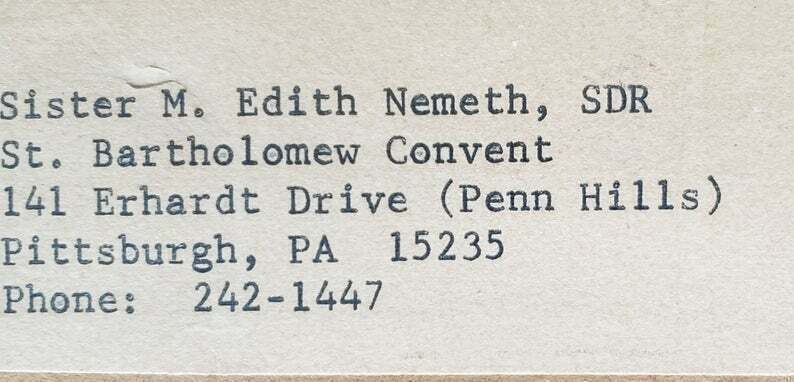 Sister M. Edith Nemeth, SDR
St. Bartholomew Convent
141 Erhardt Drive (Penn Hills)
Pittsburgh, PA  15235
Phone:  242-1447